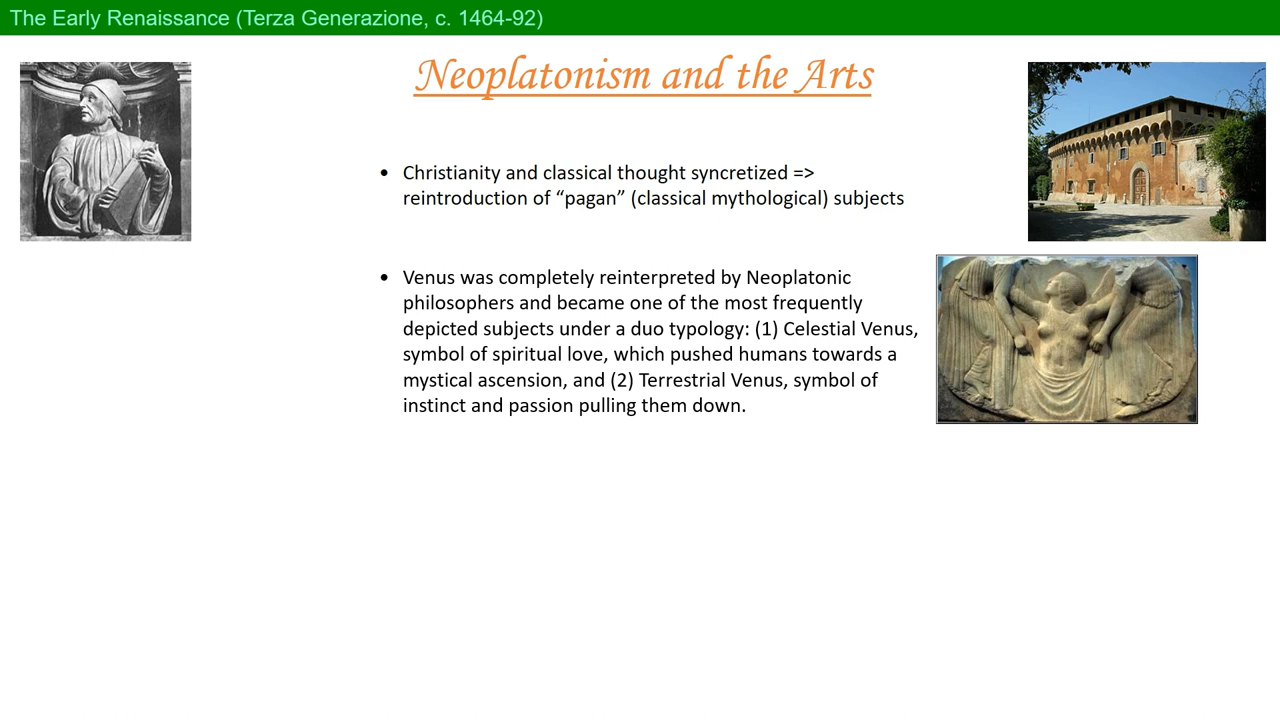 The Early Renaissance (Terza Generazione, c. 1464-92)
Neoplatonism and the Arts
• Christianity and classical thought syncretized =>
reintroduction of “pagan” (classical mythological) subjects
• Venus was completely reinterpreted by Neoplatonic
philosophers and became one of the most frequently
depicted subjects under a duo typology: (1) Celestial Venus,
symbol of spiritual love, which pushed humans towards a
mystical ascension, and (2) Terrestrial Venus, symbol of
instinct and passion pulling them down.